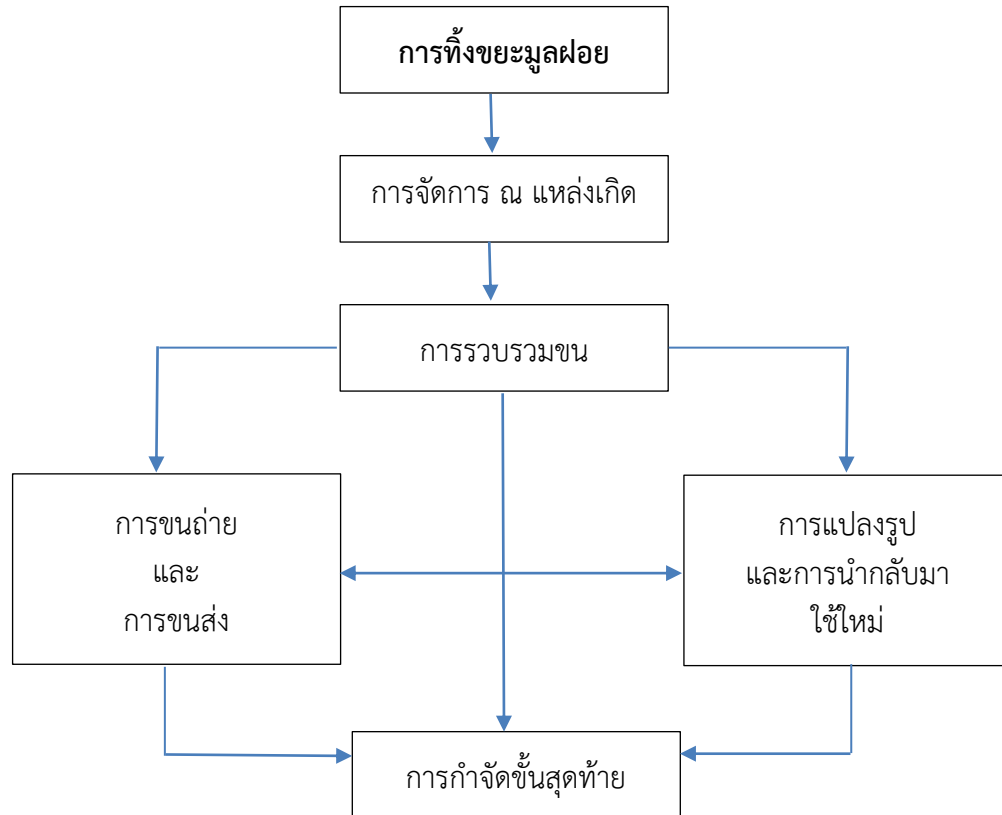 การทิ้งขยะมูลฝอย
การจัดการ ณ แหล่งเกิด
การรวบรวมขน
การขนถ่าย
และ
การขนส่ง
การแปลงรูป
และการนำกลับมา
ใช้ใหม่
การกำจัดขั้นสุดท้าย